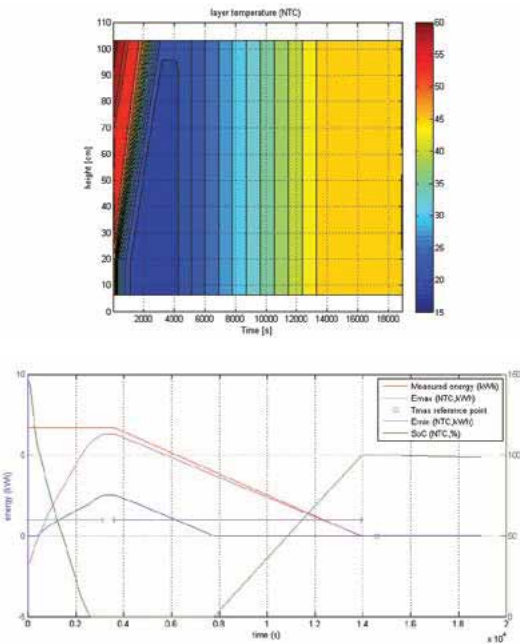 layer temperature (NTC)
110
100
90
80
70
60
50
40
30
20
10
0
height [cm]
2000 4000 6000 8000 10000 12000 14000 16000 18000
Time [s]
60
55
50
45
40
35
30
25
20
15
10
5
0
-5
energy (kWh)
Measured energy (kWh)
Emax (NTC,kWh)
Tmax reference point
Emin (NTC,kWh)
SoC (NTC,%)
150
100
50
0
0 0.2 0.4 0.6 0.8 1 1.2 1.4 1.6 1.8 2
time (s)
x 10⁴